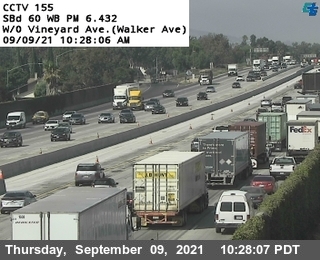 CCTV 155
SBd 60 WB PM 6.432
W/O Vineyard Ave.(Walker Ave)
09/09/21 10:28:06 AM
FedEx
Thursday, September 09, 2021 10:28:07 PDT